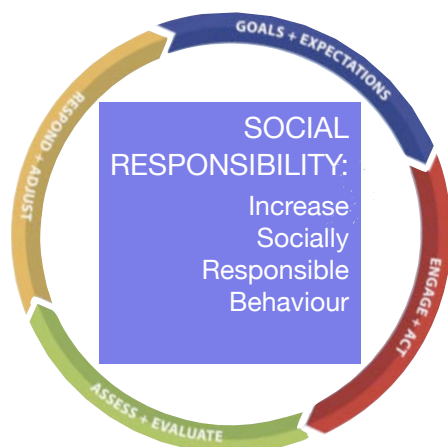 GOALS + EXPECTATIONS
ENGAGE + ACT
ASSESS + EVALUATE
RESPOND + ADJUST
SOCIAL
RESPONSIBILITY:
Increase
Socially
Responsible
Behaviour